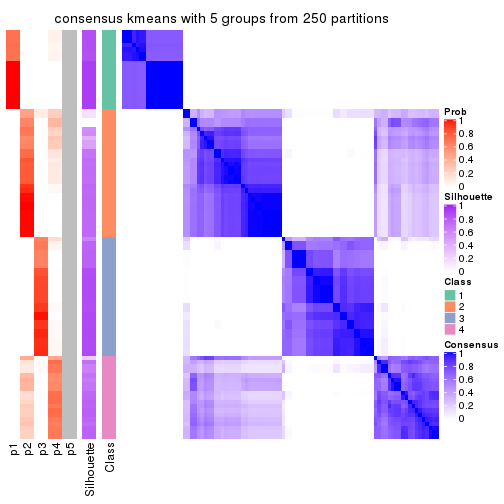 consensus kmeans with 5 groups from 250 partitions
Prob
1
0.8
0.6
0.4
0.2
0
Silhouette
1
0.8
0.6
0.4
0.2
0
Class
1
2
3
4
Consensus
1
0.8
0.6
0.4
0.2
0
p1
p2
p3
p4
p5
Silhouette
Class